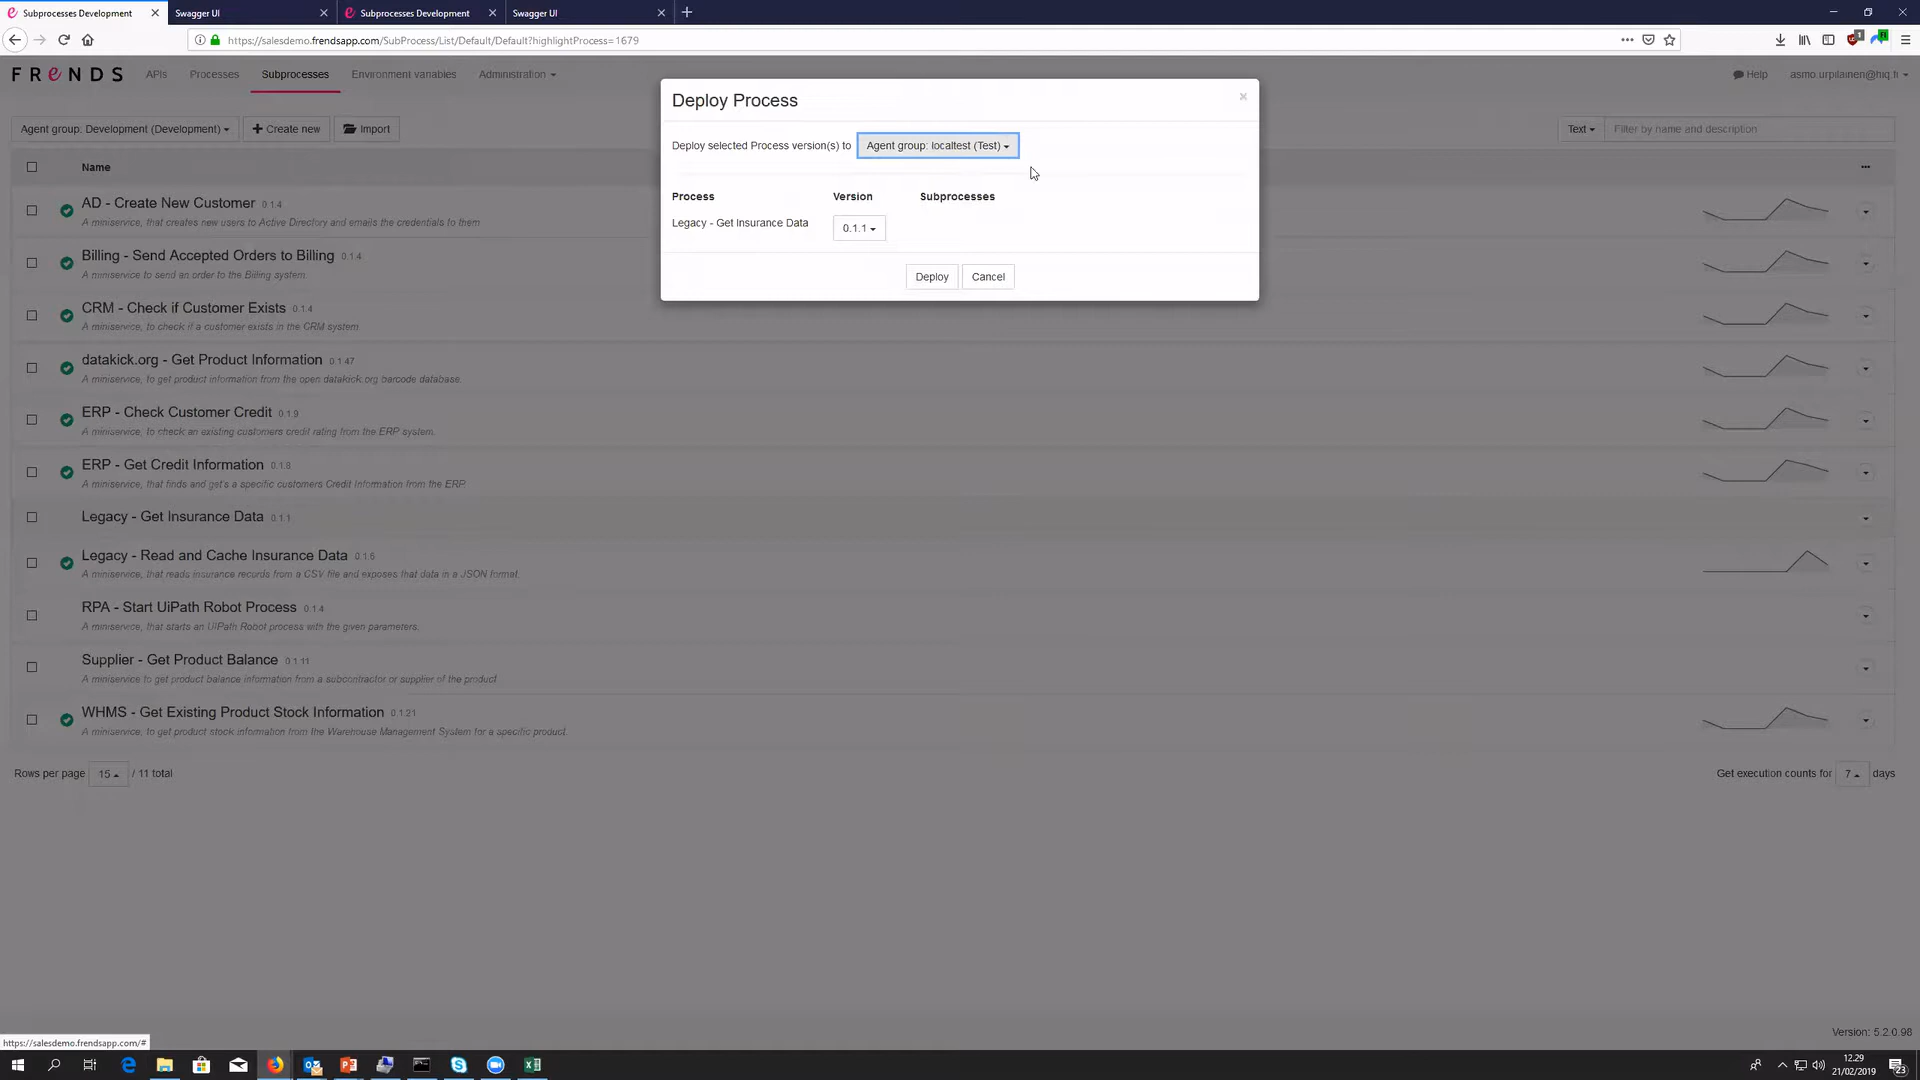 Subprocesses Development
Swagger UI
Subprocesses Development
Swagger UI
https://salesdemo.frendsapp.com/SubProcess/List/Default/Default?highlightProcess=1679
FRENDS
APIs
Processes
Subprocesses
Environment variables
Administration
Help
asmo.urpilainen@hiq.fi
Agent group: Development (Development)
Create new
Import
Text
Filter by name and description
Deploy Process
Deploy selected Process version(s) to
Agent group: localtest (Test)
Process Version Subprocesses
Legacy - Get Insurance Data 0.1.1
Deploy
Cancel
Name
AD - Create New Customer 0.1.4
A miniservice, that creates new users to Active Directory and emails the credentials to them
Billing - Send Accepted Orders to Billing 0.1.4
A miniservice to send an order to the Billing system.
CRM - Check if Customer Exists 0.1.4
A miniservice, to check if a customer exists in the CRM system
datakick.org - Get Product Information 0.1.47
A miniservice, to get product information from the open datakick.org barcode database.
ERP - Check Customer Credit 0.1.9
A miniservice, to check an existing customers credit rating from the ERP system.
ERP - Get Credit Information 0.1.8
A miniservice, that finds and get's a specific customers Credit Information from the ERP.
Legacy - Get Insurance Data 0.1.1
Legacy - Read and Cache Insurance Data 0.1.6
A miniservice, that reads insurance records from a CSV file and exposes that data in a JSON format.
RPA - Start UiPath Robot Process 0.1.4
A miniservice, that starts an UIPath Robot process with the given parameters.
Supplier - Get Product Balance 0.1.11
A miniservice to get product balance information from a subcontractor or supplier of the product
WHMS - Get Existing Product Stock Information 0.1.21
A miniservice, to get product stock information from the Warehouse Management System for a specific product.
Rows per page 15 / 11 total
Get execution counts for 7 days
Version: 5.2.0.98
https://salesdemo.frendsapp.com/#
12.29
21/02/2019
23